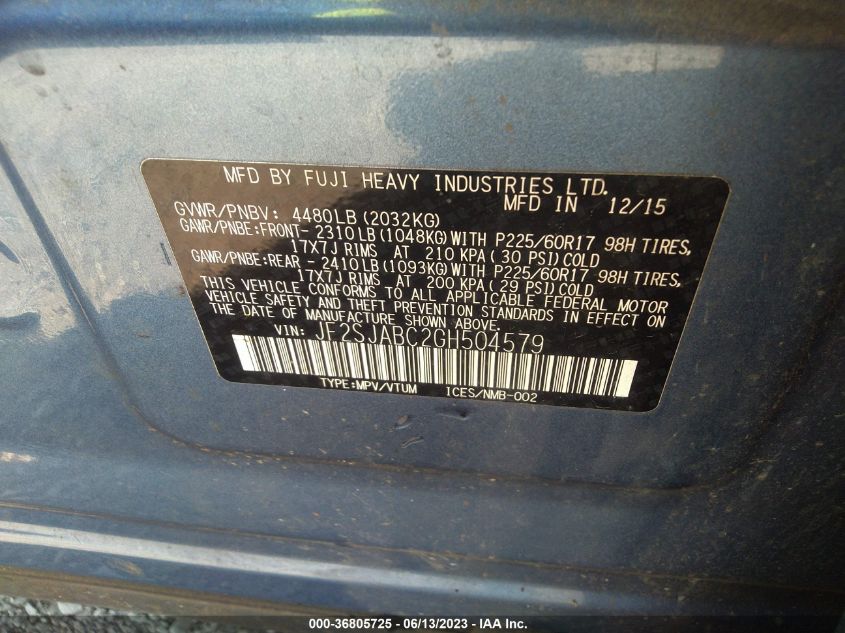 MFD BY FUJI HEAVY INDUSTRIES LTD.
MFD IN 12/15
GVWR/PNBV: 4480LB(2032KG)
GAWR/PNBE:FRONT- 2310LB(1048KG)WITH P225/60R17 98H TIRES,
17X7J RIMS AT 210 KPA( 30 PSI)COLD
GAWR/PNBE:REAR - 2410LB(1093KG)WITH P225/60R17 98H TIRES,
17X7J RIMS AT 200 KPA( 29 PSI)COLD
THIS VEHICLE CONFORMS TO ALL APPLICABLE FEDERAL MOTOR
VEHICLE SAFETY AND THEFT PREVENTION STANDARDS IN EFFECT ON
THE DATE OF MANUFACTURE SHOWN ABOVE.
VIN: JF2SJABC2GH504579
TYPE:MPV/VTUM ICES/NMB-002
000-36805725 - 06/13/2023 - © IAA Inc.